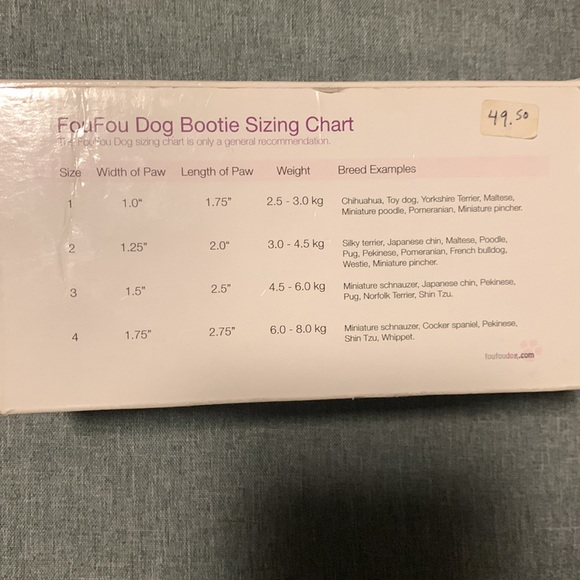 FouFou Dog Bootie Sizing Chart
49.50
The FouFou Dog sizing chart is only a general recommendation.
Size Width of Paw Length of Paw Weight Breed Examples
1 1.0" 1.75" 2.5 - 3.0 kg Chihuahua, Toy dog, Yorkshire Terrier, Maltese,
Miniature poodle, Pomeranian, Miniature pincher.
2 1.25" 2.0" 3.0 - 4.5 kg Silky terrier, Japanese chin, Maltese, Poodle,
Pug, Pekinese, Pomeranian, French bulldog,
Westie, Miniature pincher.
3 1.5" 2.5" 4.5 - 6.0 kg Miniature schnauzer, Japanese chin, Pekinese,
Pug, Norfolk Terrier, Shin Tzu.
4 1.75" 2.75" 6.0 - 8.0 kg Miniature schnauzer, Cocker spaniel, Pekinese,
Shin Tzu, Whippet.
foufoudog.com